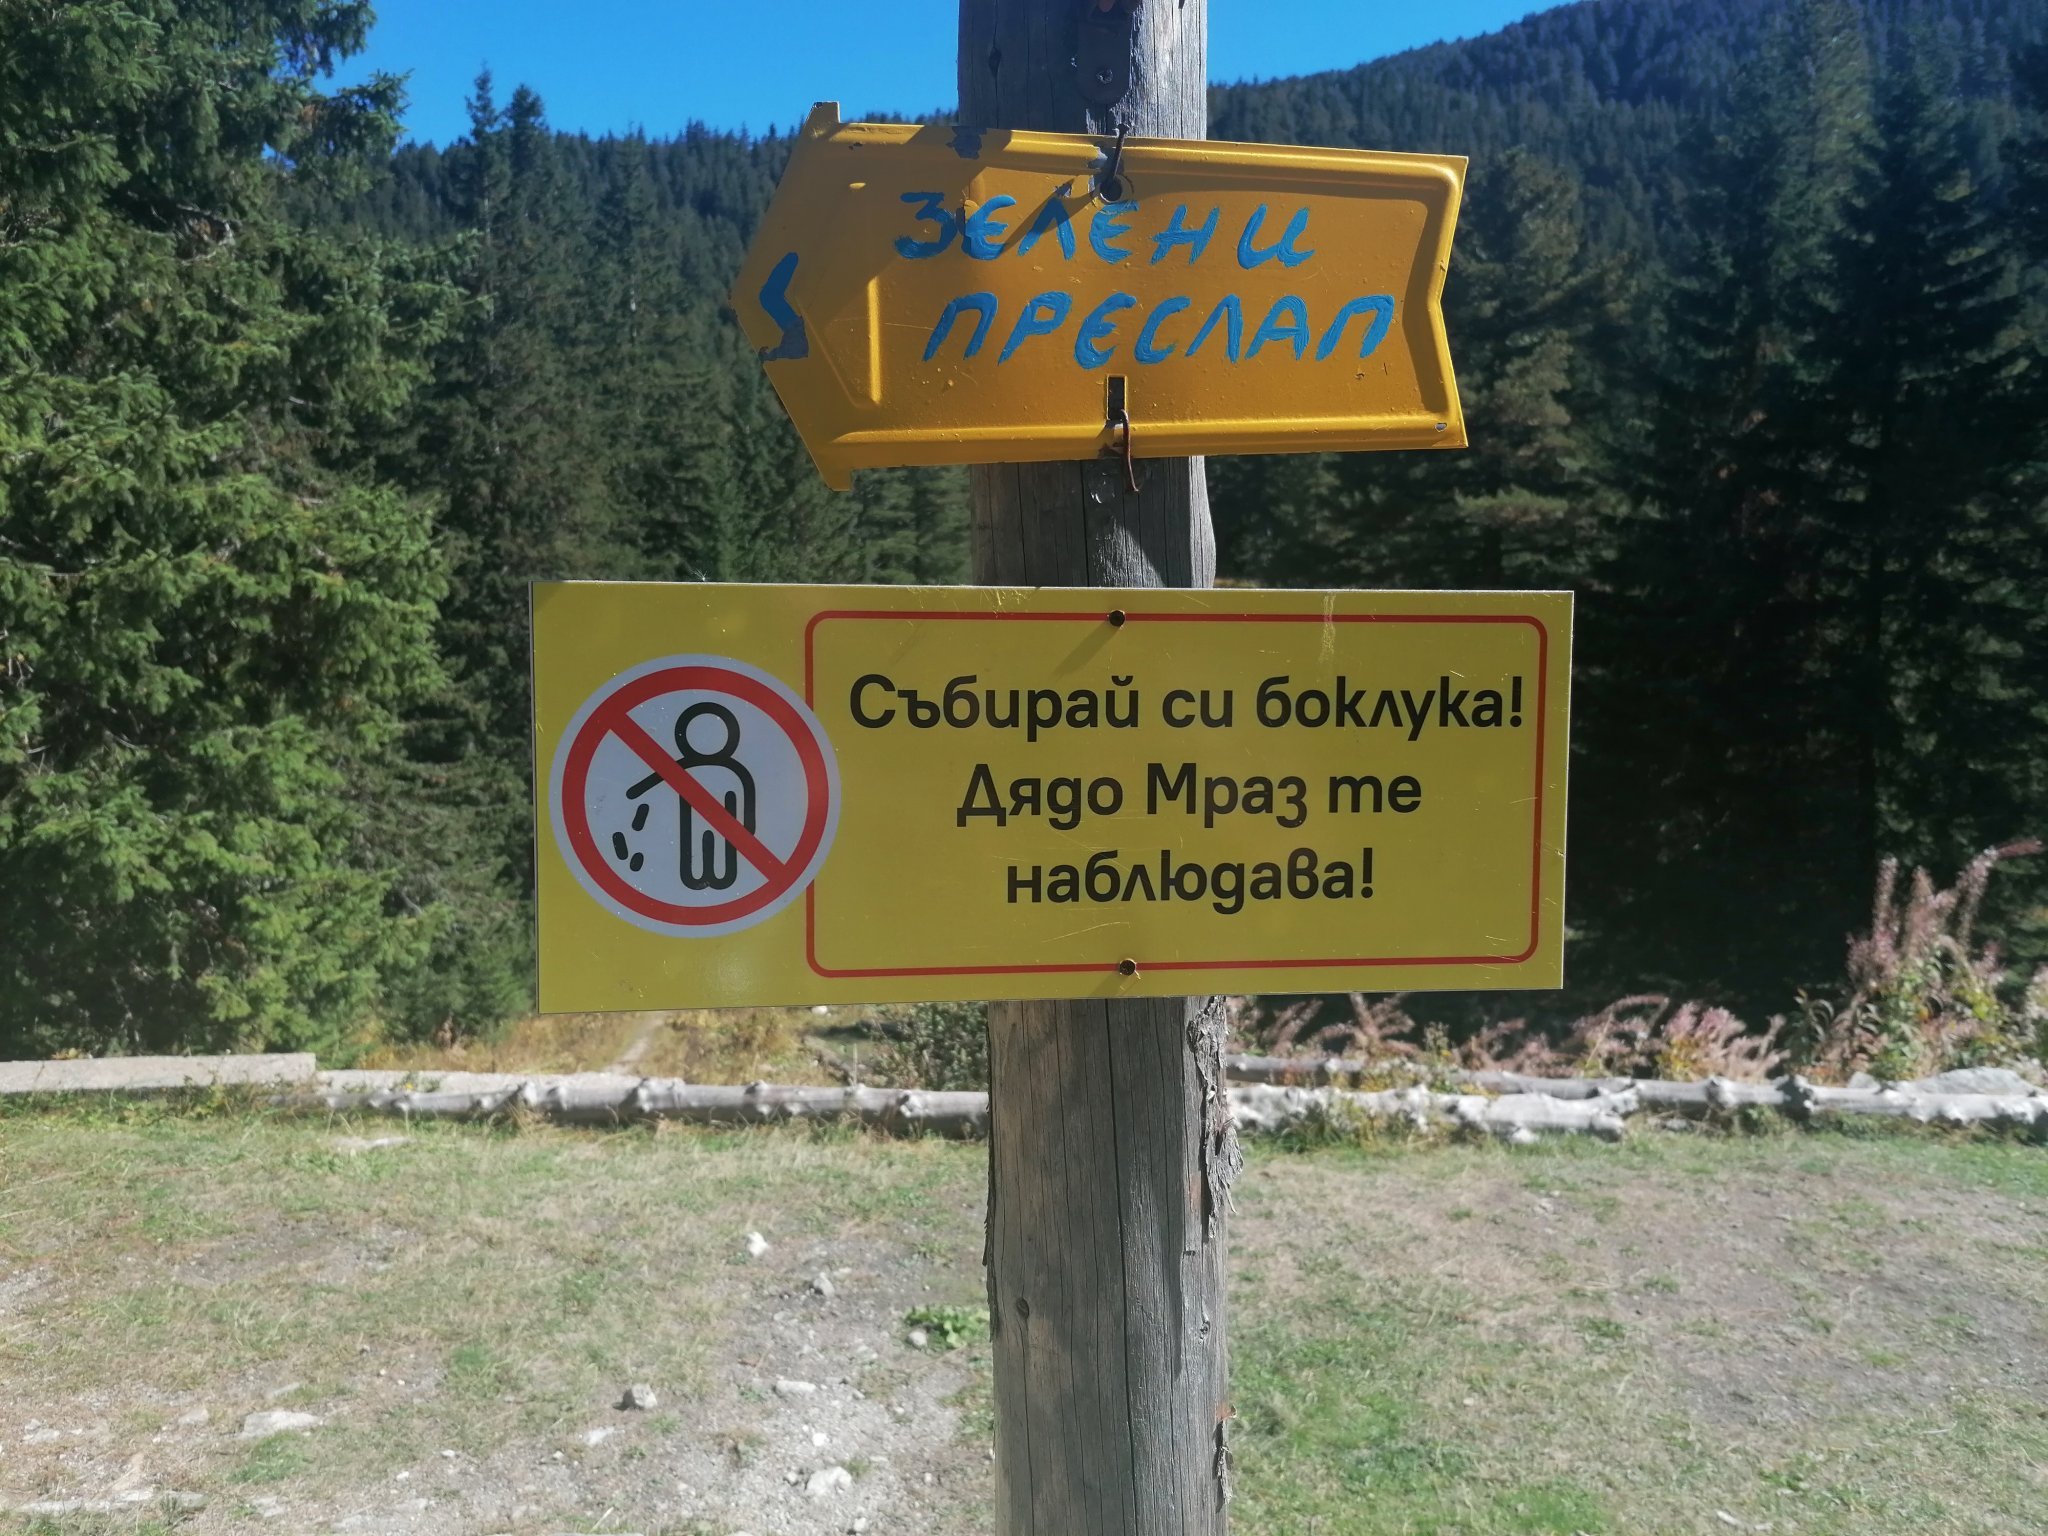 ЗЕЛЕНИ
ПРЕСЛАП
Събирай си боклука!
Дядо Мраз те
наблюдава!